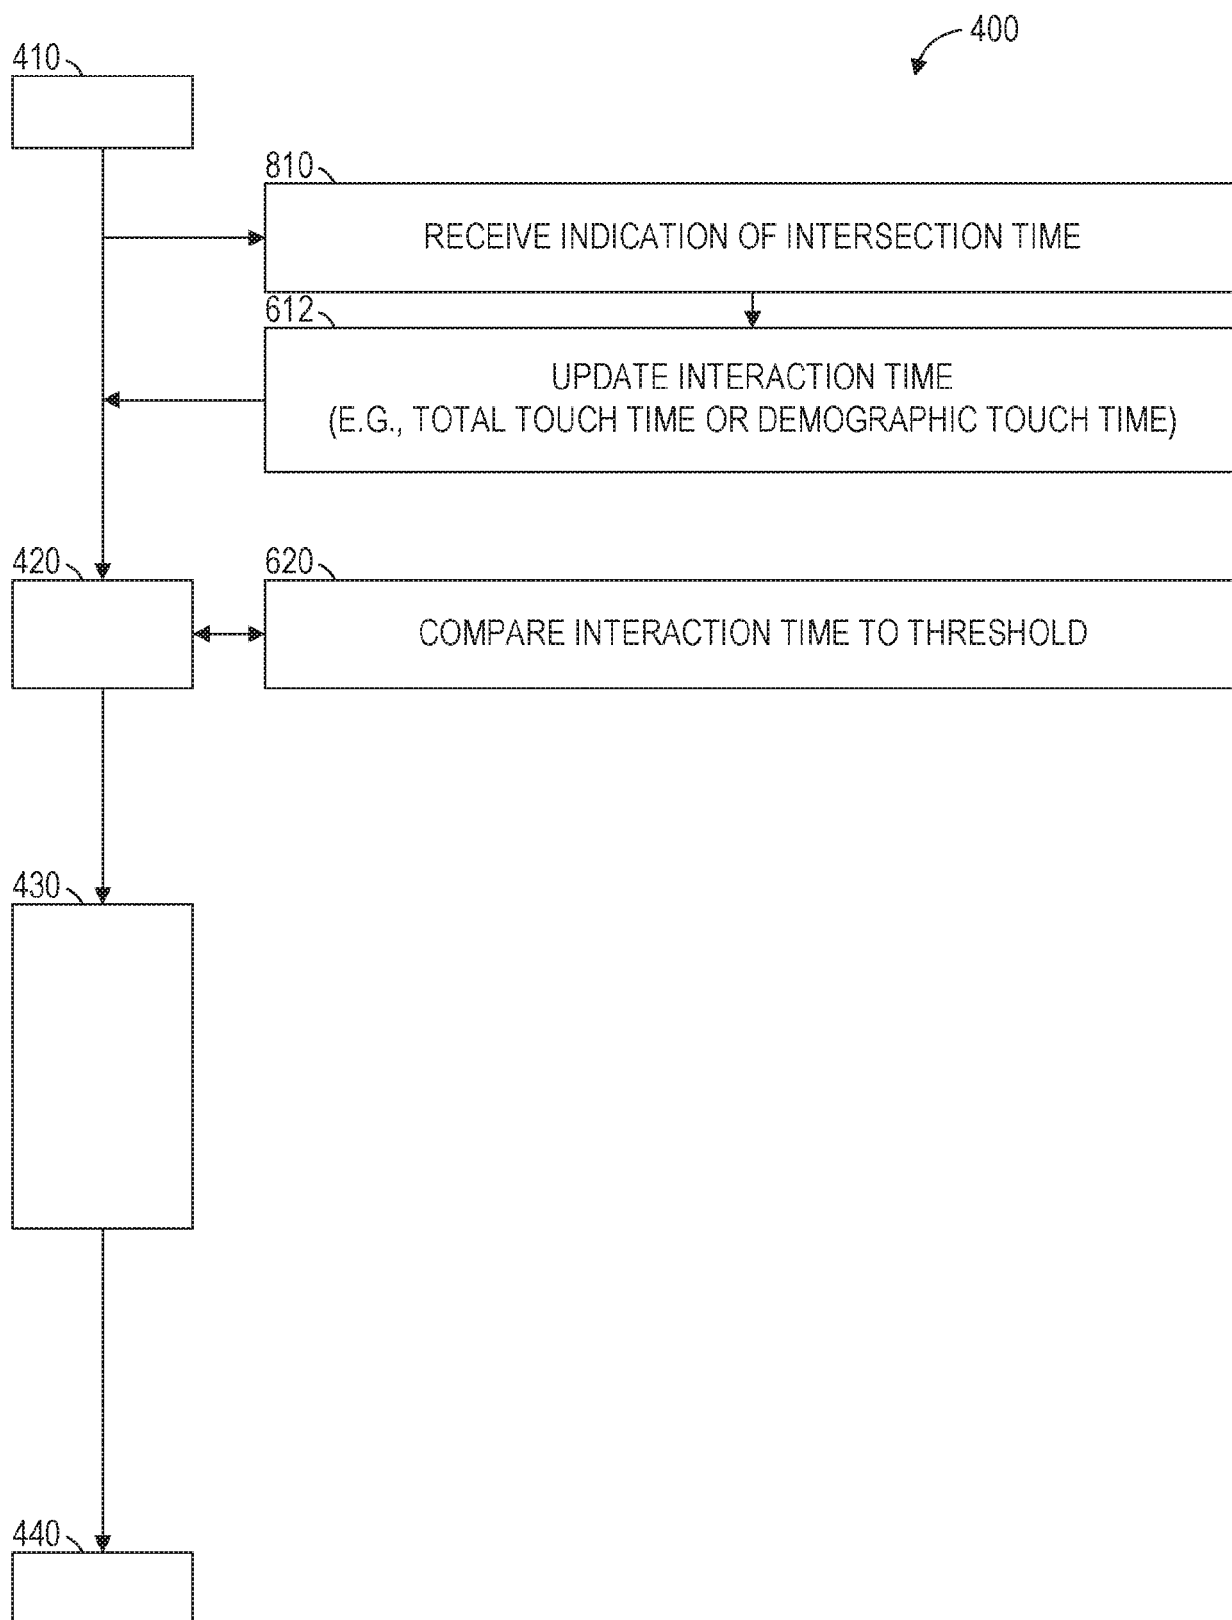 400
410
810
RECEIVE INDICATION OF INTERSECTION TIME
612
UPDATE INTERACTION TIME
(E.G., TOTAL TOUCH TIME OR DEMOGRAPHIC TOUCH TIME)
420
620
COMPARE INTERACTION TIME TO THRESHOLD
430
440